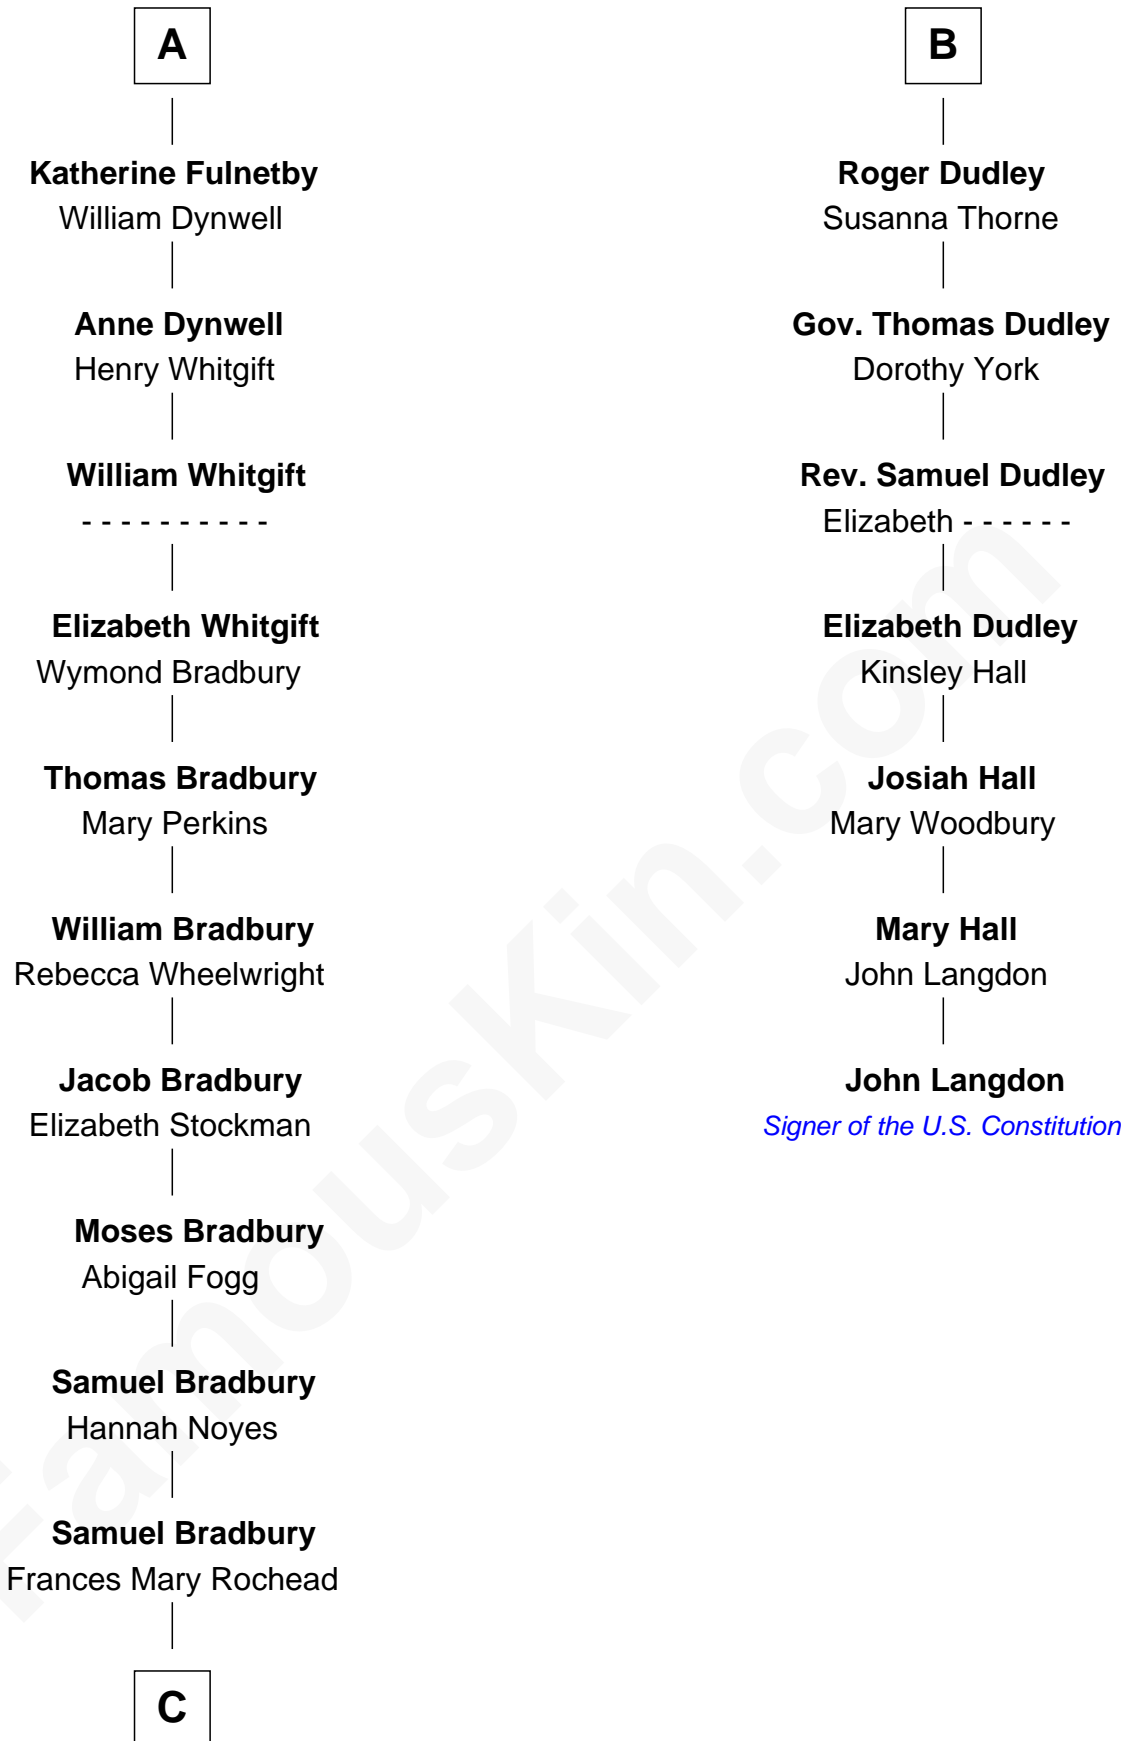 A
Katherine Fulnetby
William Dynwell
Anne Dynwell
Henry Whitgift
William Whitgift
- - - - - - - - - -
Elizabeth Whitgift
Wymond Bradbury
Thomas Bradbury
Mary Perkins
William Bradbury
Rebecca Wheelwright
Jacob Bradbury
Elizabeth Stockman
Moses Bradbury
Abigail Fogg
Samuel Bradbury
Hannah Noyes
Samuel Bradbury
Frances Mary Rochead
C
B
Roger Dudley
Susanna Thorne
Gov. Thomas Dudley
Dorothy York
Rev. Samuel Dudley
Elizabeth - - - - - -
Elizabeth Dudley
Kinsley Hall
Josiah Hall
Mary Woodbury
Mary Hall
John Langdon
John Langdon
Signer of the U.S. Constitution
FamousKin.com